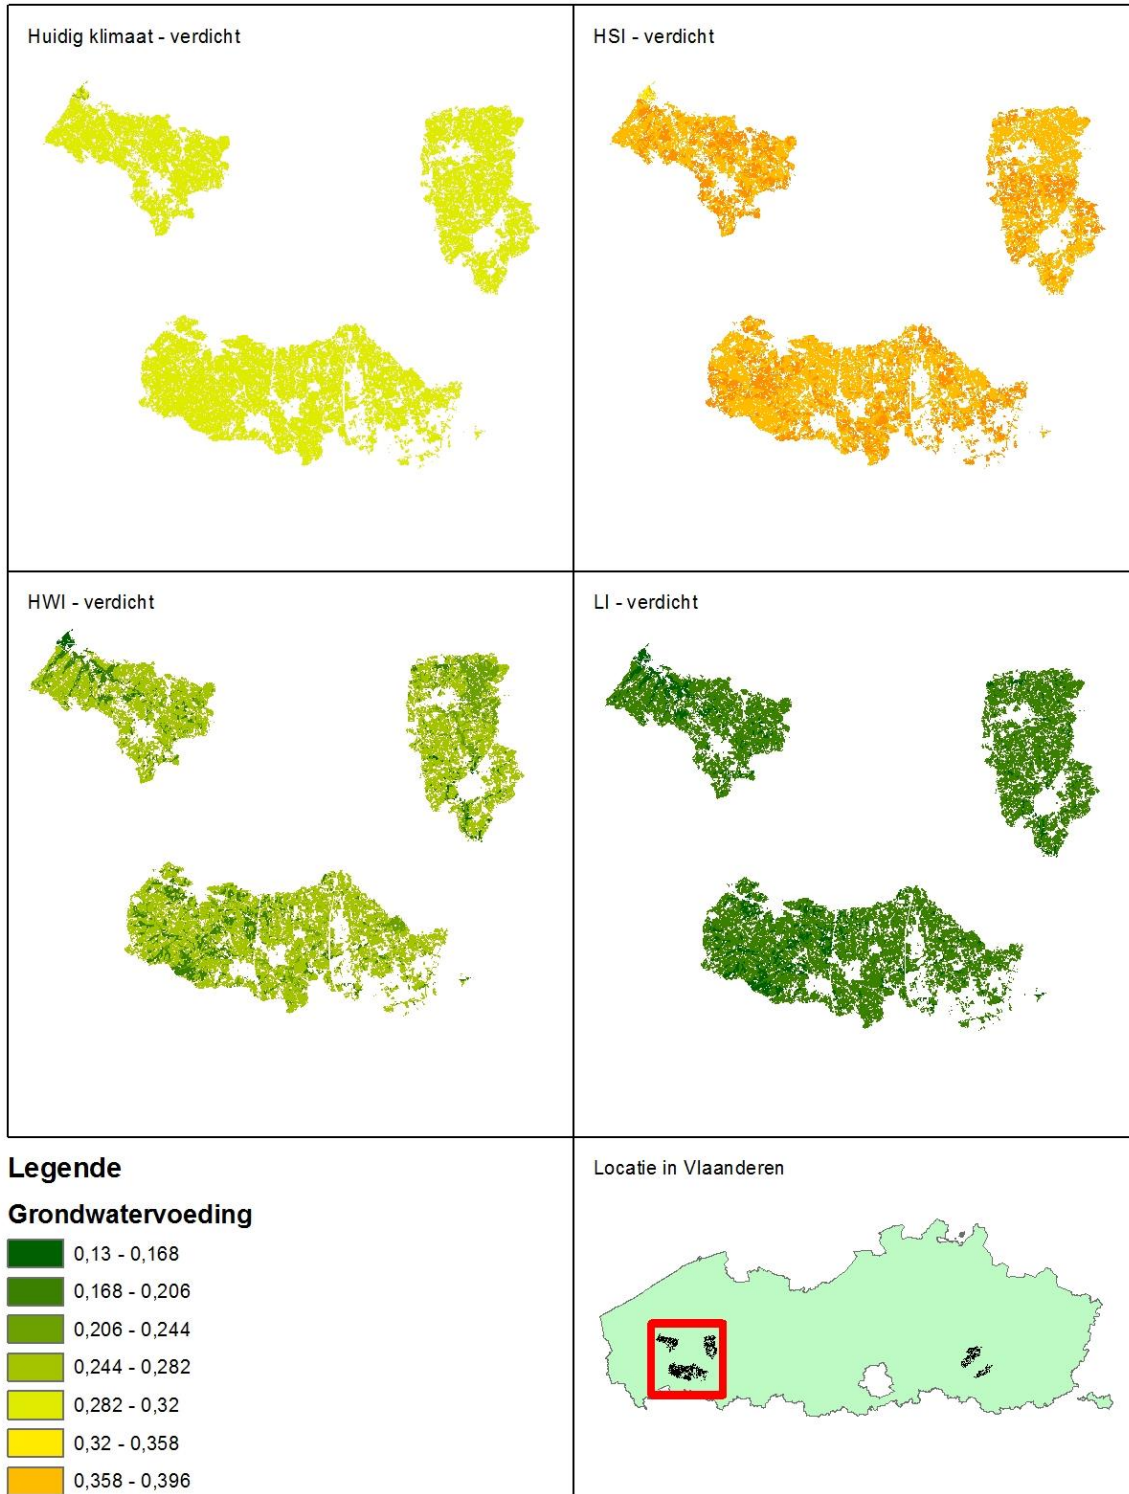 Huidig klimaat - verdicht
HSI - verdicht
HWI - verdicht
LI - verdicht
Legende
Grondwatervoeding
0,13 - 0,168
0,168 - 0,206
0,206 - 0,244
0,244 - 0,282
0,282 - 0,32
0,32 - 0,358
0,358 - 0,396
Locatie in Vlaanderen